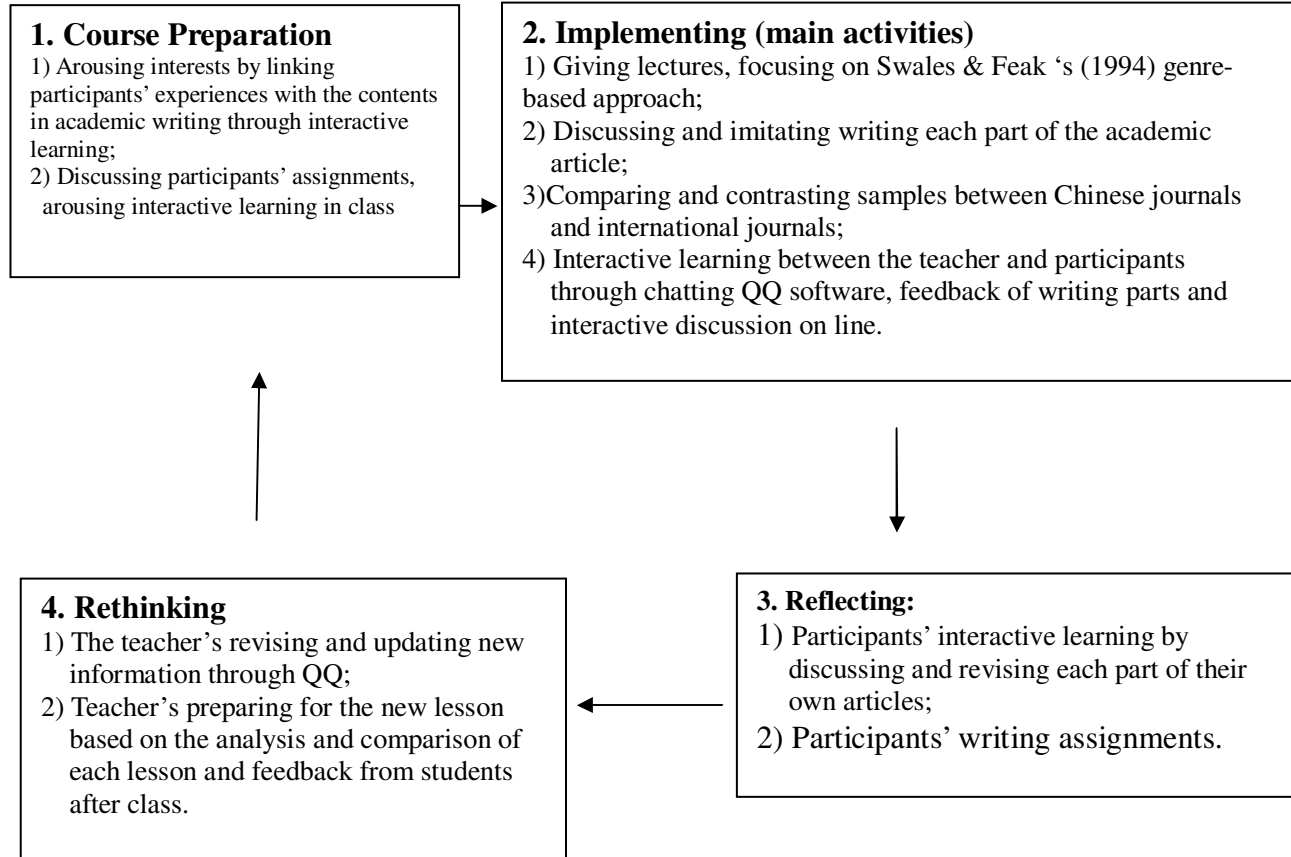 1. Course Preparation
1) Arousing interests by linking
participants’ experiences with the contents
in academic writing through interactive
learning;
2) Discussing participants’ assignments,
arousing interactive learning in class
2. Implementing (main activities)
1) Giving lectures, focusing on Swales & Feak ‘s (1994) genre-
based approach;
2) Discussing and imitating writing each part of the academic
article;
3)Comparing and contrasting samples between Chinese journals
and international journals;
4) Interactive learning between the teacher and participants
through chatting QQ software, feedback of writing parts and
interactive discussion on line.
3. Reflecting:
1) Participants’ interactive learning by
discussing and revising each part of their
own articles;
2) Participants’ writing assignments.
4. Rethinking
1) The teacher’s revising and updating new
information through QQ;
2) Teacher’s preparing for the new lesson
based on the analysis and comparison of
each lesson and feedback from students
after class.